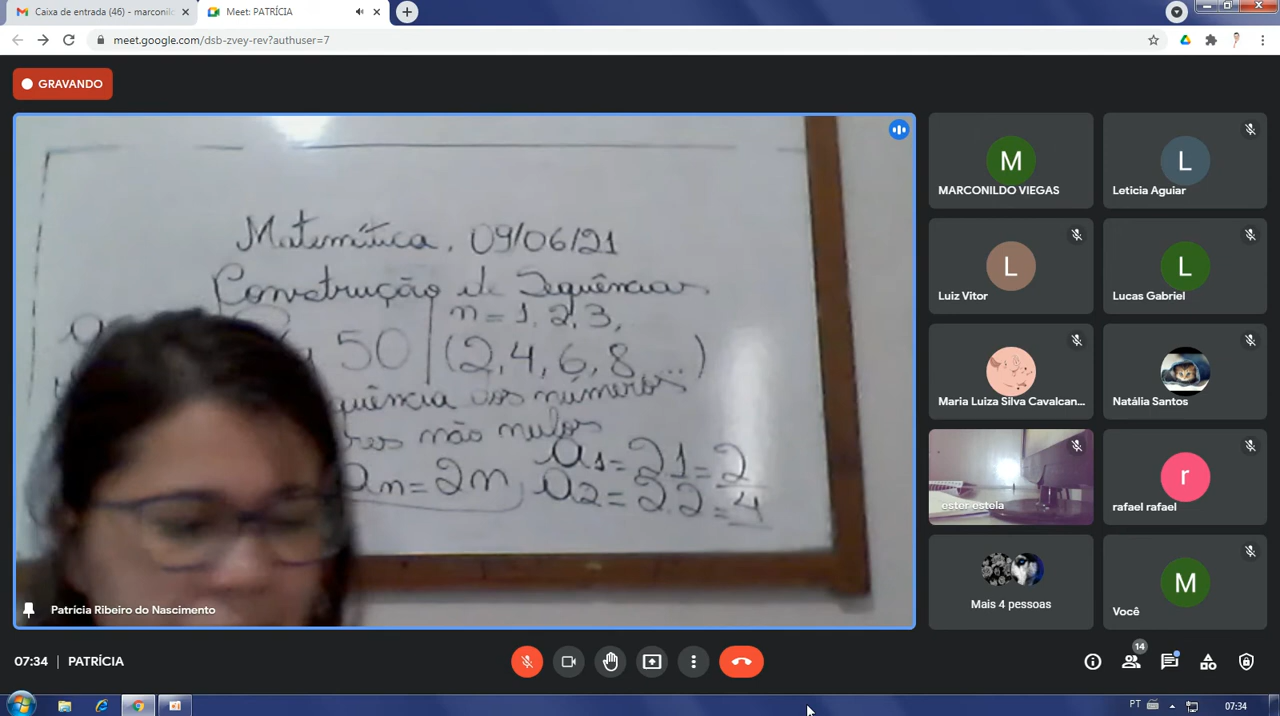 Caixa de entrada (46) - marconil
Meet: PATRÍCIA
meet.google.com/dsb-zvey-rev?authuser=7
GRAVANDO
Matemática. 09/06/21
Construção de Sequências
n = 1, 2, 3,
50 (2, 4, 6, 8...)
quência dos números
não nulos
an = 2n
a1 = 2.1 = 2
a2 = 2.2 = 4
Patrícia Ribeiro do Nascimento
M
MARCONILDO VIEGAS
L
Leticia Aguiar
L
Luiz Vitor
L
Lucas Gabriel
Maria Luiza Silva Cavalcan...
Natália Santos
ester estela
r
rafael rafael
Mais 4 pessoas
M
Você
07:34 | PATRÍCIA
14
PT
07:34